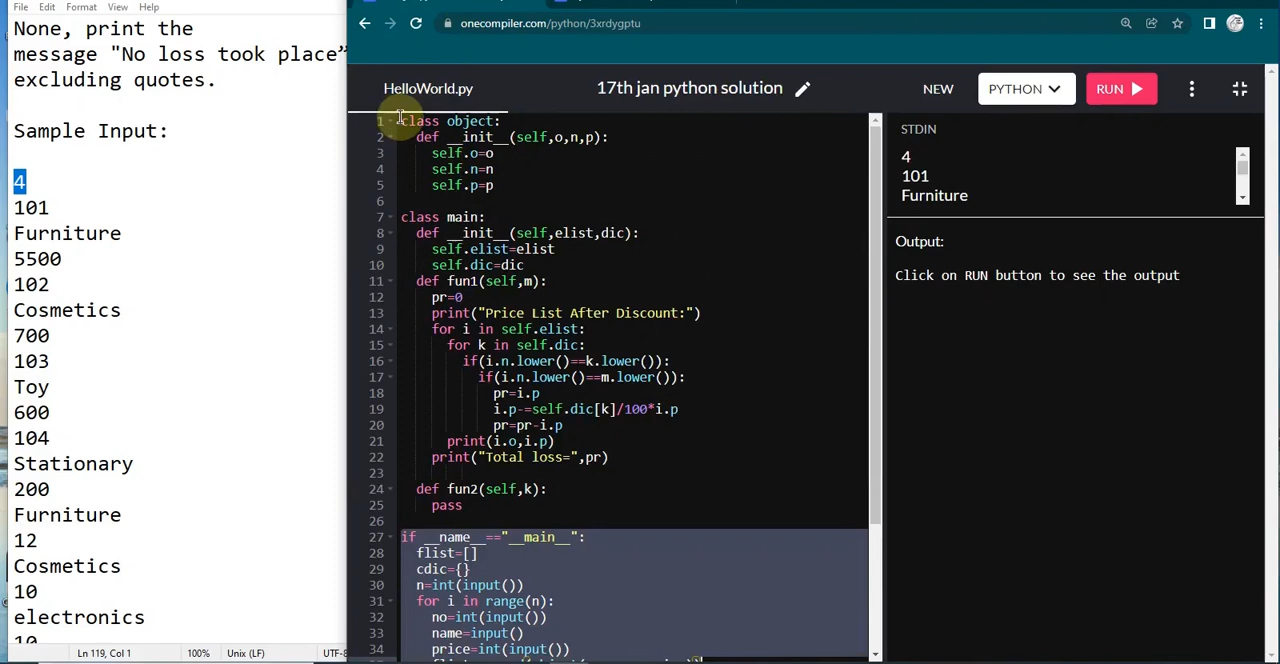 File Edit Format View Help
None, print the
message "No loss took place”
excluding quotes.
Sample Input:
4
101
Furniture
5500
102
Cosmetics
700
103
Toy
600
104
Stationary
200
Furniture
12
Cosmetics
10
electronics
10
Ln 119, Col 1 100% Unix (LF) UTF-8
onecompiler.com/python/3xrdygptu
HelloWorld.py
17th jan python solution
NEW
PYTHON
RUN
1 class object:
2 def __init__(self,o,n,p):
3 self.o=o
4 self.n=n
5 self.p=p
6
7 class main:
8 def __init__(self,elist,dic):
9 self.elist=elist
10 self.dic=dic
11 def fun1(self,m):
12 pr=0
13 print("Price List After Discount:")
14 for i in self.elist:
15 for k in self.dic:
16 if(i.n.lower()==k.lower()):
17 if(i.n.lower()==m.lower()):
18 pr=i.p
19 i.p-=self.dic[k]/100*i.p
20 pr=pr-i.p
21 print(i.o,i.p)
22 print("Total loss=",pr)
23
24 def fun2(self,k):
25 pass
26
27 if __name__=="__main__":
28 flist=[]
29 cdic={}
30 n=int(input())
31 for i in range(n):
32 no=int(input())
33 name=input()
34 price=int(input())
STDIN
4
101
Furniture
Output:
Click on RUN button to see the output